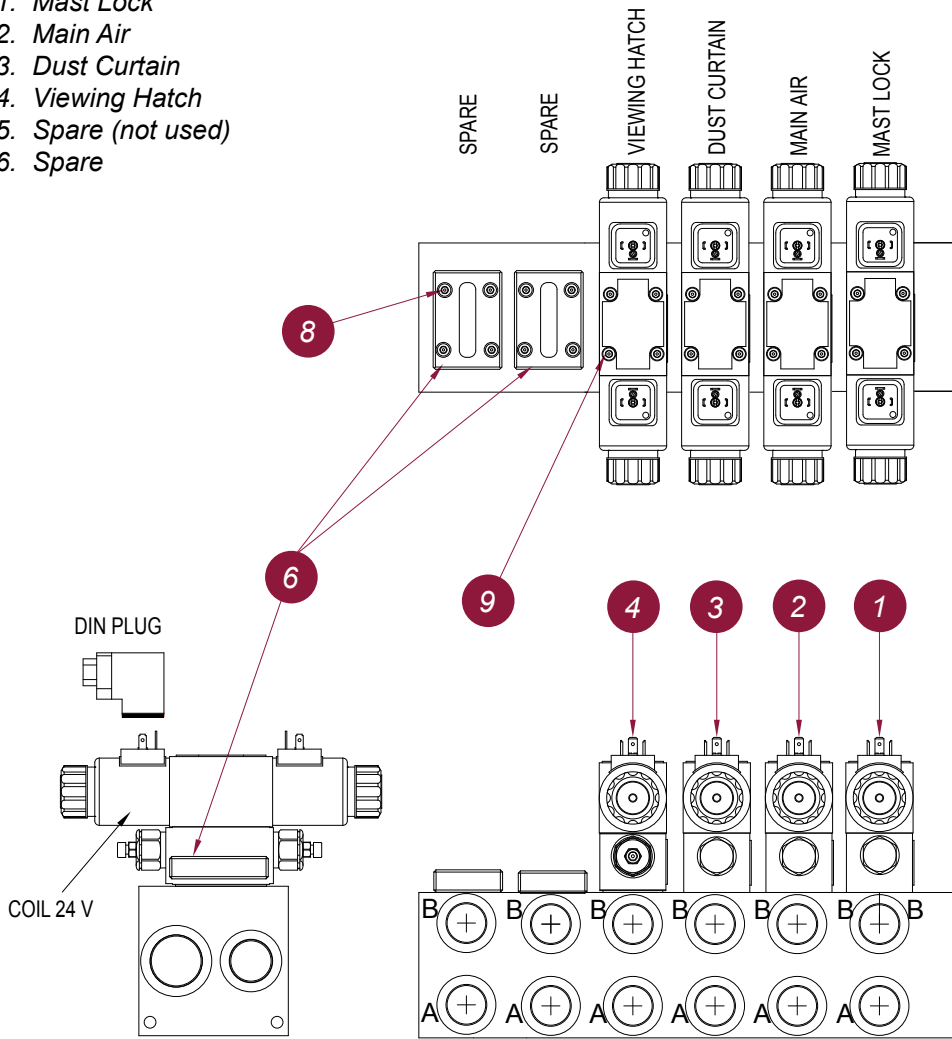 1. Mast Lock
2. Main Air
3. Dust Curtain
4. Viewing Hatch
5. Spare (not used)
6. Spare
SPARE
SPARE
VIEWING HATCH
DUST CURTAIN
MAIN AIR
MAST LOCK
8
6
9
4
3
2
1
DIN PLUG
COIL 24 V
B B B B B B B
A A A A A A